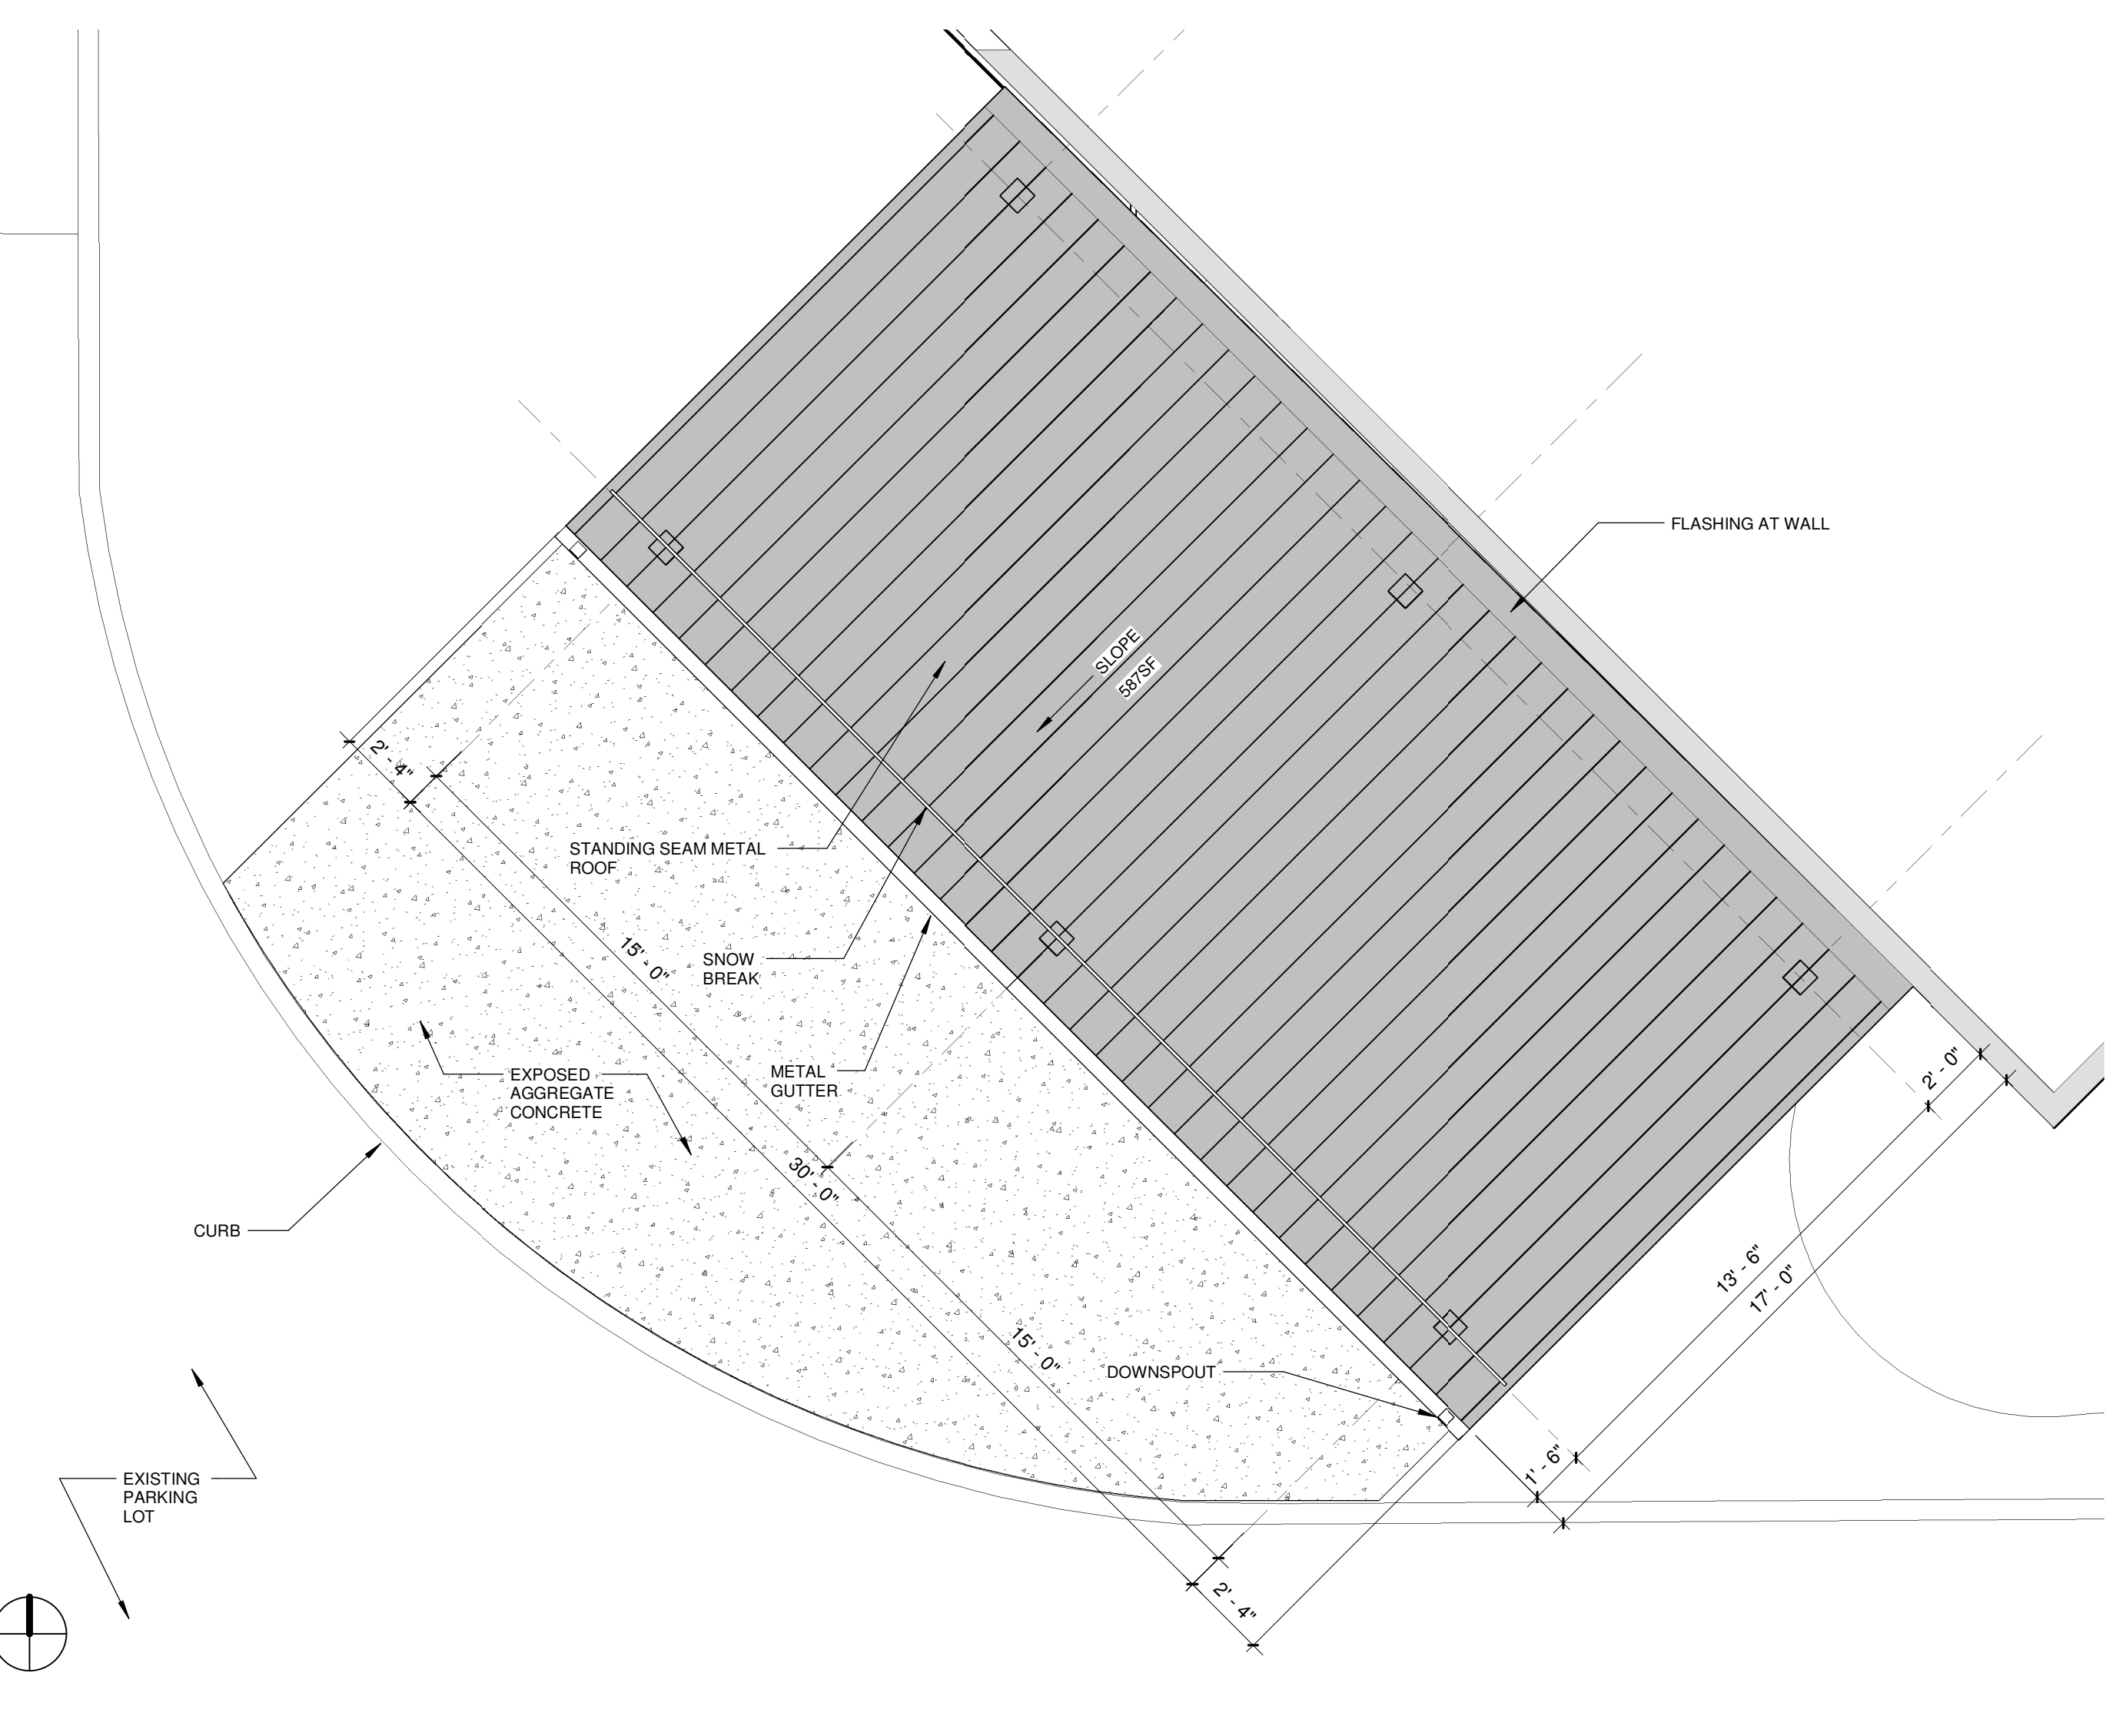 FLASHING AT WALL
SLOPE
587SF
2' - 4"
STANDING SEAM METAL
ROOF
15' - 0"
SNOW
BREAK
METAL
GUTTER
EXPOSED
AGGREGATE
CONCRETE
30' - 0"
2' - 0"
13' - 6"
17' - 0"
CURB
15' - 0"
DOWNSPOUT
1' - 6"
EXISTING
PARKING
LOT
2' - 4"